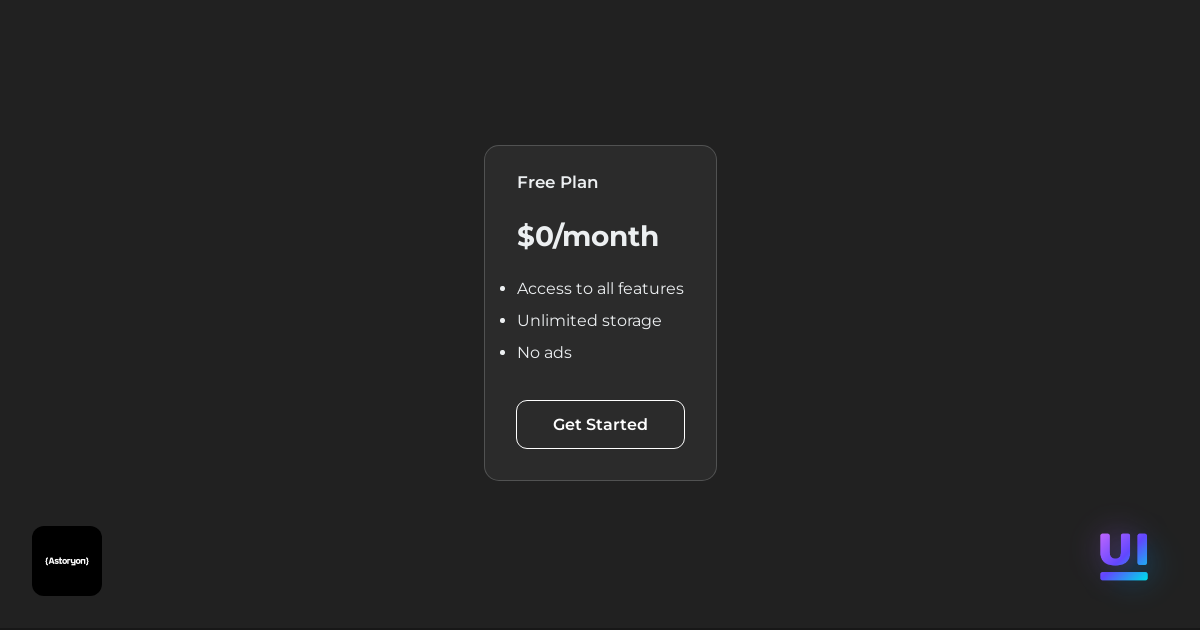 Free Plan
$0/month
Access to all features
Unlimited storage
No ads
Get Started
{Astoryon}
UI